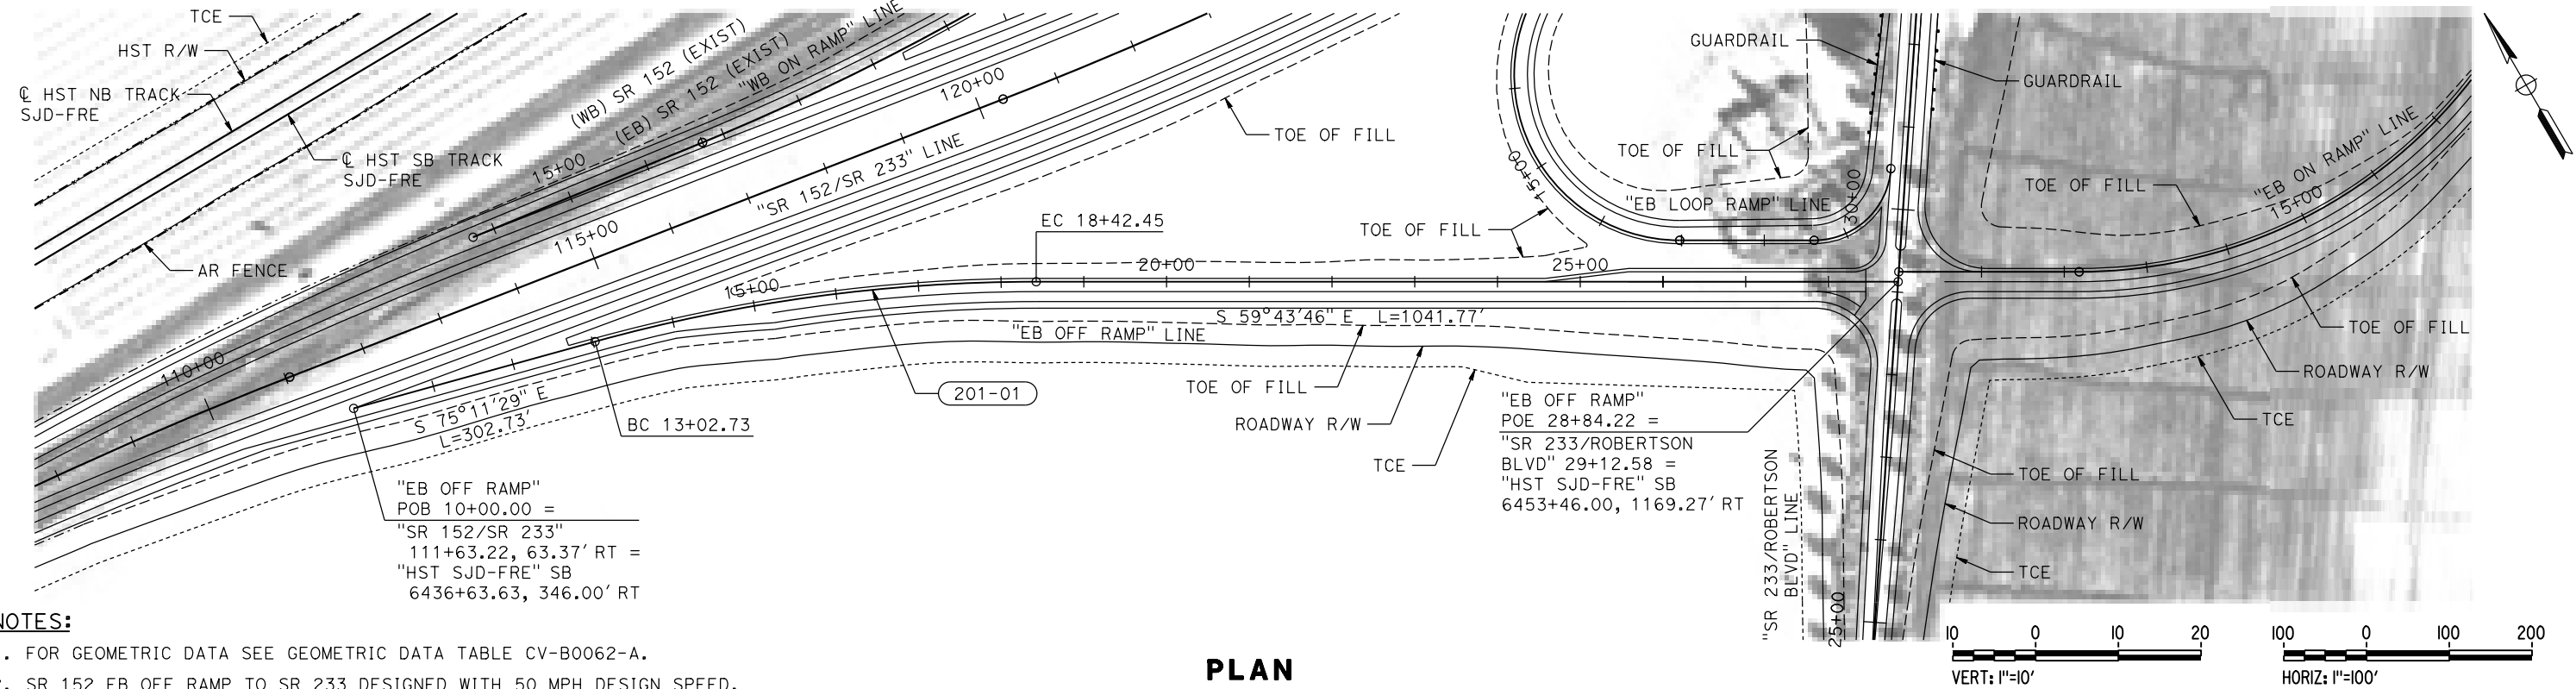 TCE
HST R/W
℄ HST NB TRACK
SJD-FRE
℄ HST SB TRACK
SJD-FRE
AR FENCE
(WB) SR 152 (EXIST)
(EB) SR 152 (EXIST)
"WB ON RAMP" LINE
15+00
120+00
"SR 152/SR 233" LINE
115+00
110+00
TOE OF FILL
GUARDRAIL
GUARDRAIL
TOE OF FILL
15+00
"EB LOOP RAMP" LINE
30+00
TOE OF FILL
TOE OF FILL
"EB ON RAMP" LINE
15+00
EC 18+42.45
15+00
20+00
25+00
S 59°43'46" E L=1041.77'
"EB OFF RAMP" LINE
201-01
S 75°11'29" E
L=302.73'
BC 13+02.73
TOE OF FILL
ROADWAY R/W
TCE
"EB OFF RAMP"
POB 10+00.00 =
"SR 152/SR 233"
111+63.22, 63.37' RT =
"HST SJD-FRE" SB
6436+63.63, 346.00' RT
"EB OFF RAMP"
POE 28+84.22 =
"SR 233/ROBERTSON
BLVD" 29+12.58 =
"HST SJD-FRE" SB
6453+46.00, 1169.27' RT
"SR 233/ROBERTSON
BLVD" LINE
25+00
TOE OF FILL
ROADWAY R/W
TCE
TOE OF FILL
ROADWAY R/W
TCE
NOTES:
. FOR GEOMETRIC DATA SEE GEOMETRIC DATA TABLE CV-B0062-A.
. SR 152 EB OFF RAMP TO SR 233 DESIGNED WITH 50 MPH DESIGN SPEED.
PLAN
10 0 10 20
VERT: 1"=10'
100 0 100 200
HORIZ: 1"=100'